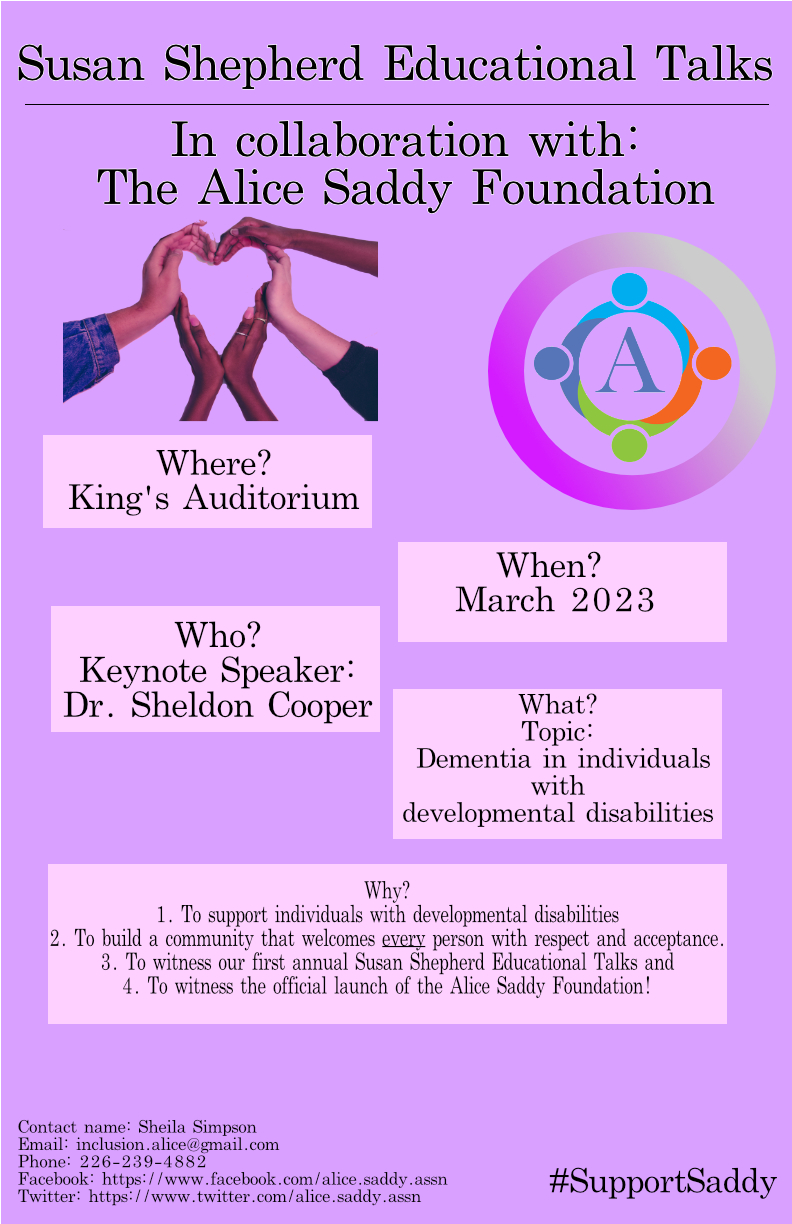 Susan Shepherd Educational Talks
In collaboration with:
The Alice Saddy Foundation
A
Where?
King's Auditorium
When?
March 2023
Who?
Keynote Speaker:
Dr. Sheldon Cooper
What?
Topic:
Dementia in individuals
with
developmental disabilities
Why?
1. To support individuals with developmental disabilities
2. To build a community that welcomes every person with respect and acceptance.
3. To witness our first annual Susan Shepherd Educational Talks and
4. To witness the official launch of the Alice Saddy Foundation!
Contact name: Sheila Simpson
Email: inclusion.alice@gmail.com
Phone: 226-239-4882
Facebook: https://www.facebook.com/alice.saddy.assn
Twitter: https://www.twitter.com/alice.saddy.assn
#SupportSaddy